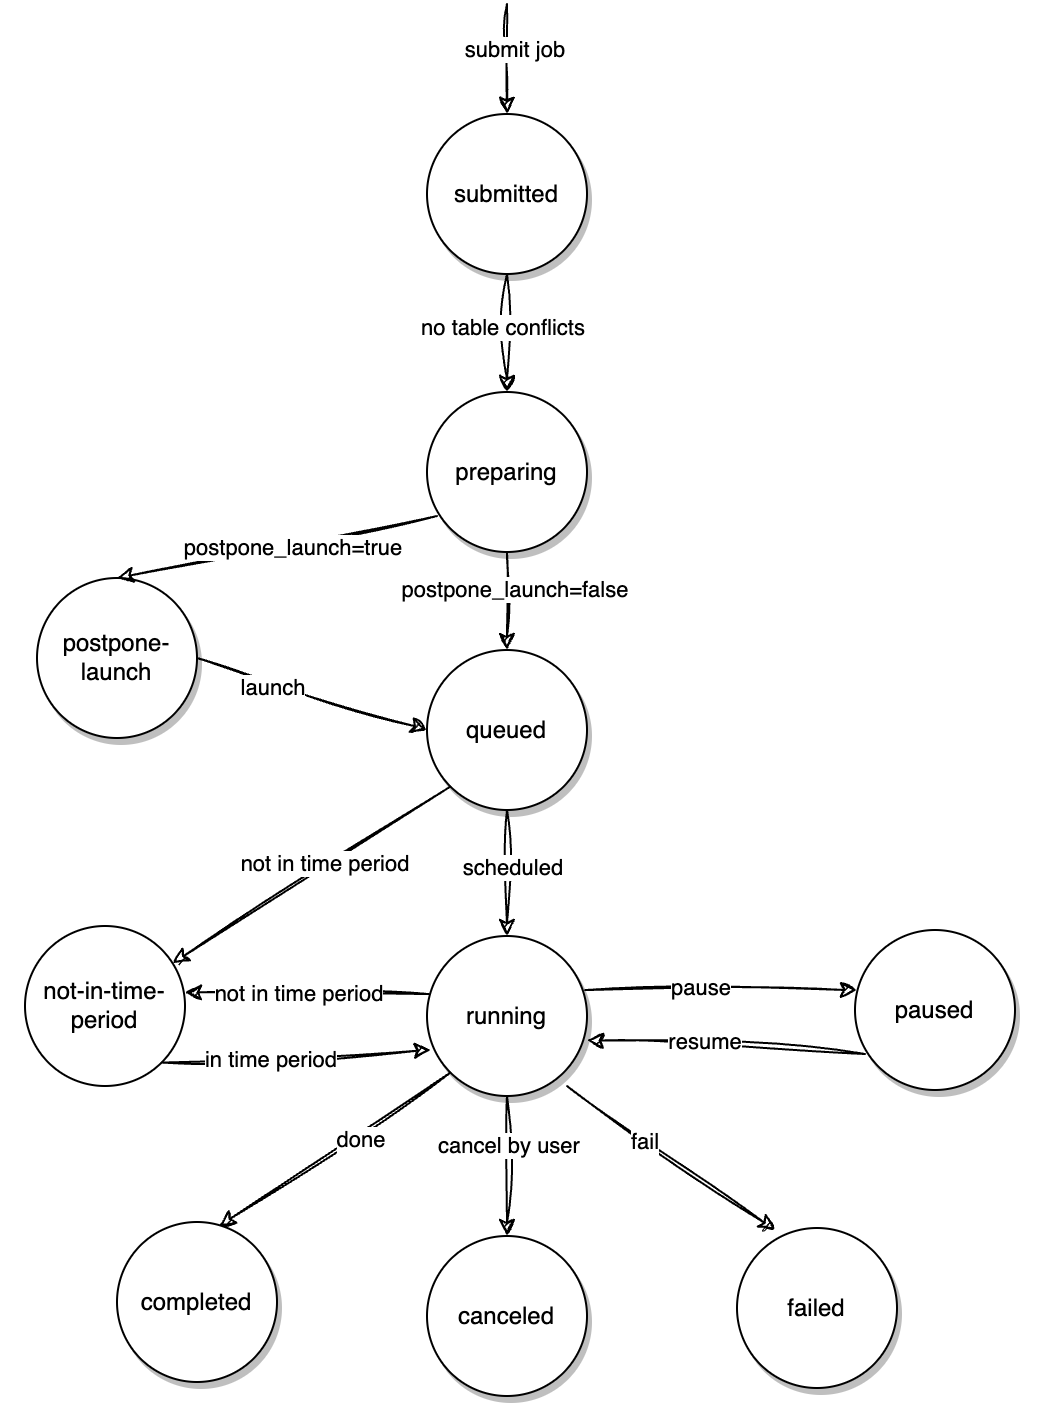 submit job
submitted
no table conflicts
preparing
postpone_launch=true
postpone_launch=false
postpone-
launch
launch
queued
not in time period
scheduled
not-in-time-
period
not in time period
in time period
running
pause
resume
paused
done
cancel by user
fail
completed
canceled
failed